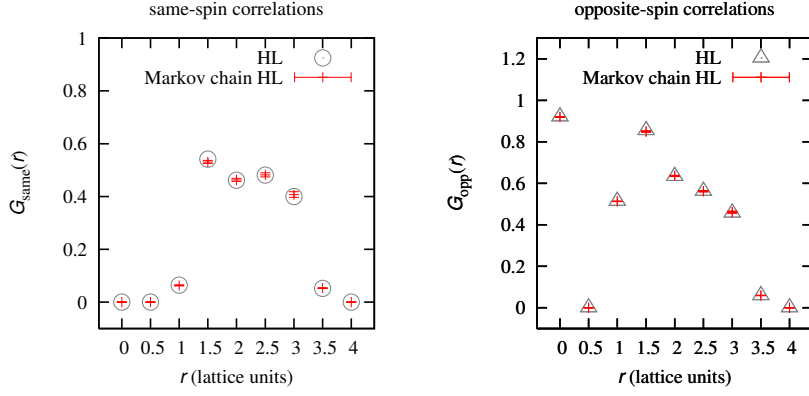 same-spin correlations
1
0.8
0.6
0.4
0.2
0
HL
Markov chain HL
G_same(r)
0 0.5 1 1.5 2 2.5 3 3.5 4
r (lattice units)
opposite-spin correlations
1.2
1
0.8
0.6
0.4
0.2
0
HL
Markov chain HL
G_opp(r)
0 0.5 1 1.5 2 2.5 3 3.5 4
r (lattice units)